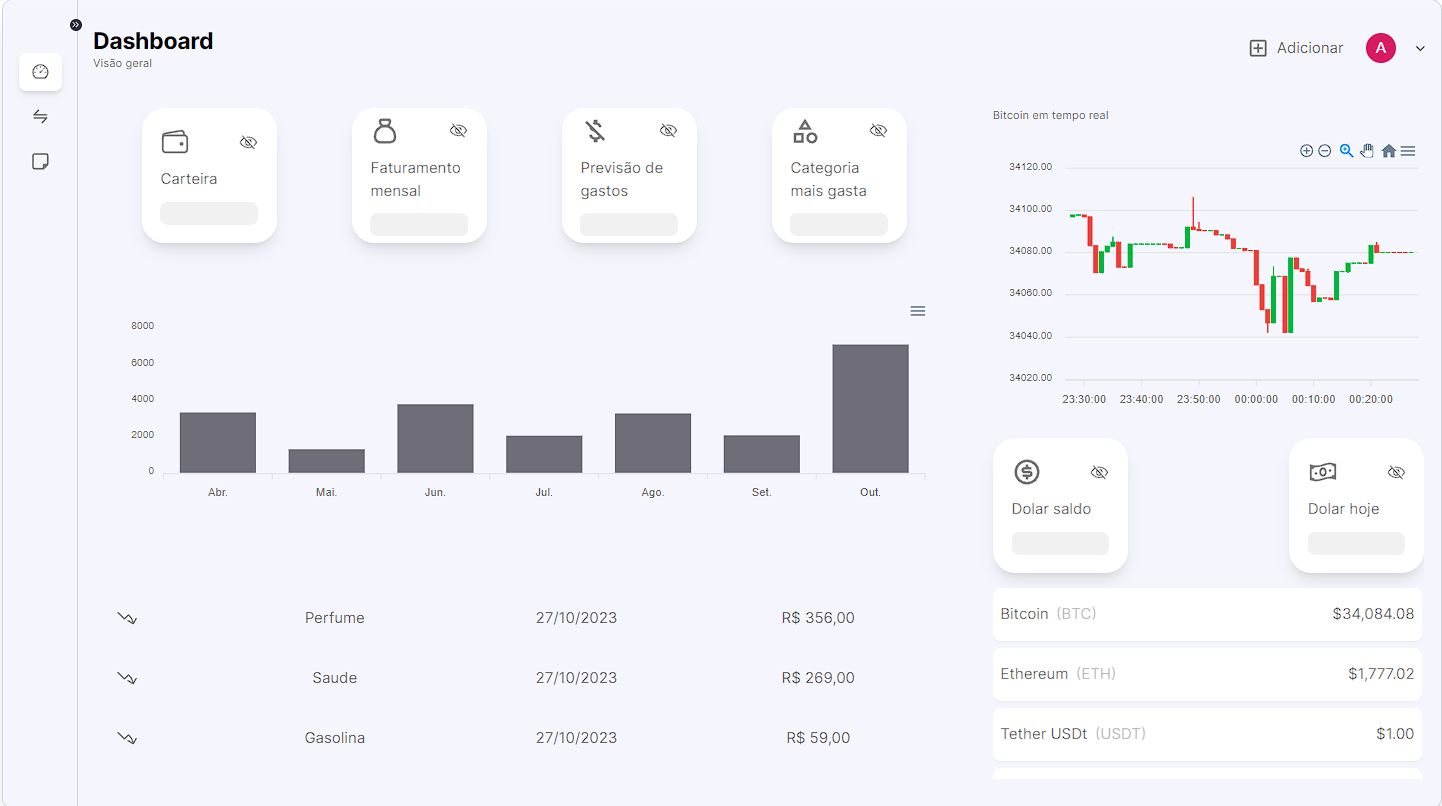 Dashboard
Visão geral
Adicionar
A
Carteira
Faturamento
mensal
Previsão de
gastos
Categoria
mais gasta
8000
6000
4000
2000
0
Abr. Mai. Jun. Jul. Ago. Set. Out.
Perfume 27/10/2023 R$ 356,00
Saude 27/10/2023 R$ 269,00
Gasolina 27/10/2023 R$ 59,00
Bitcoin em tempo real
34120.00
34100.00
34080.00
34060.00
34040.00
34020.00
23:30:00 23:40:00 23:50:00 00:00:00 00:10:00 00:20:00
Dolar saldo
Dolar hoje
Bitcoin (BTC) $34,084.08
Ethereum (ETH) $1,777.02
Tether USDt (USDT) $1.00